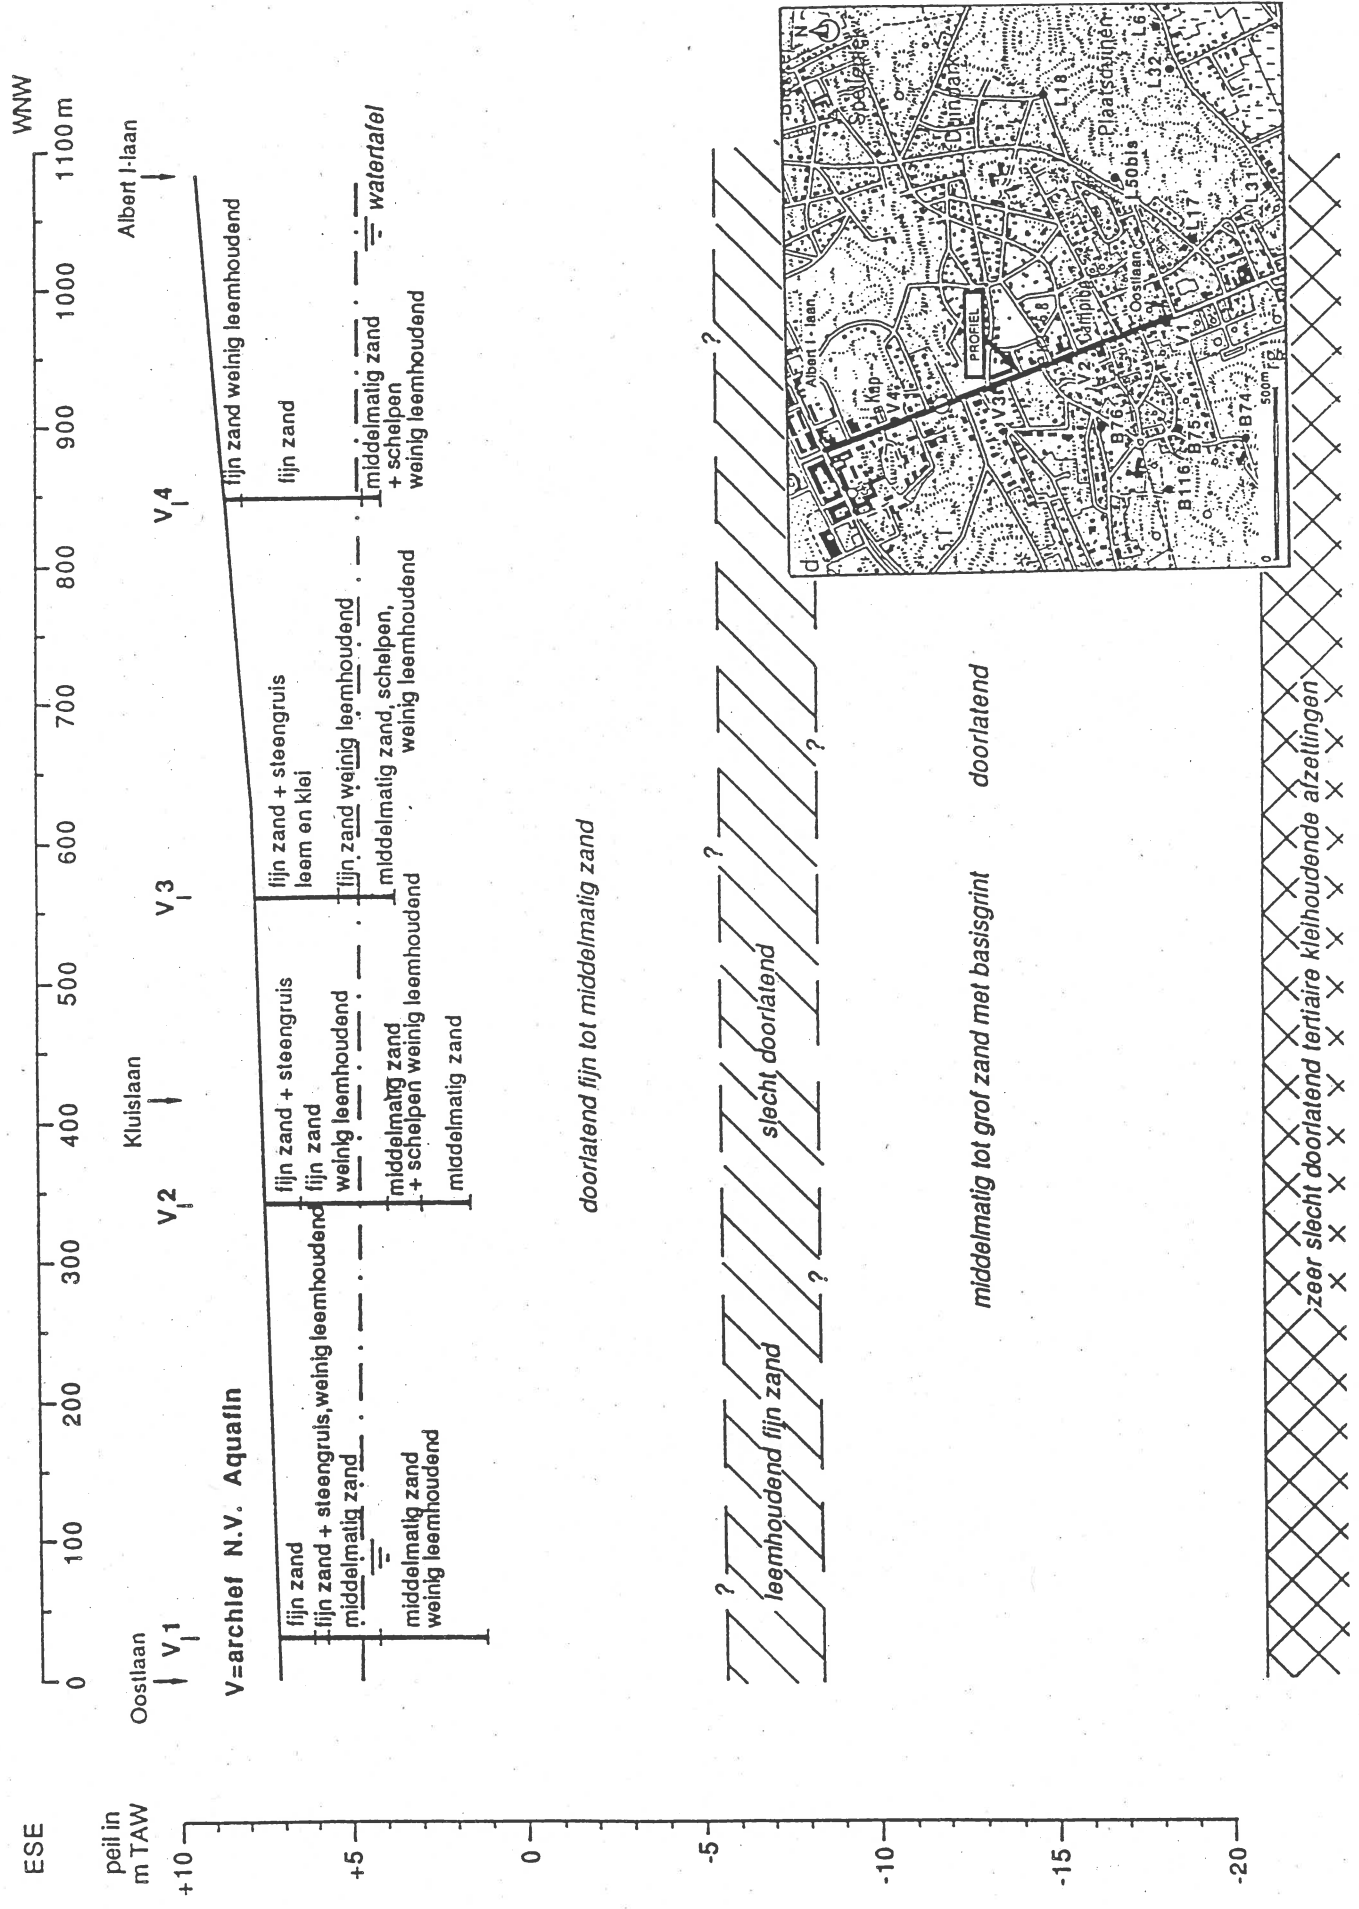 ESE
WNW
0 100 200 300 400 500 600 700 800 900 1000 1100 m
Oostlaan
Kluislaan
Albert I-laan
V1
V2
V3
V4
peil in
m TAW
+10
+5
0
-5
-10
-15
-20
V=archief N.V. Aquafin
fijn zand
fijn zand + steengruis, weinig leemhoudend
middelmatig zand
middelmatig zand
weinig leemhoudend
fijn zand + steengruis
fijn zand
weinig leemhoudend
middelmatig zand
+ schelpen weinig leemhoudend
middelmatig zand
fijn zand + steengruis
leem en klei
fijn zand weinig leemhoudend
middelmatig zand, schelpen,
weinig leemhoudend
fijn zand weinig leemhoudend
fijn zand
middelmatig zand
+ schelpen
weinig leemhoudend
watertafel
doorlatend fijn tot middelmatig zand
?
?
?
leemhoudend fijn zand
slecht doorlatend
?
?
middelmatig tot grof zand met basisgrint
doorlatend
zeer slecht doorlatend tertiaire kleihoudende afzettingen
N
Albert I - laan
Kap
V4
PROFIEL
V3
V2
Oostlaan
V1
L18
Plaatsduinen
L6
L32
L50bis
L17
L31
B76
B75
B116
B74
0
500m